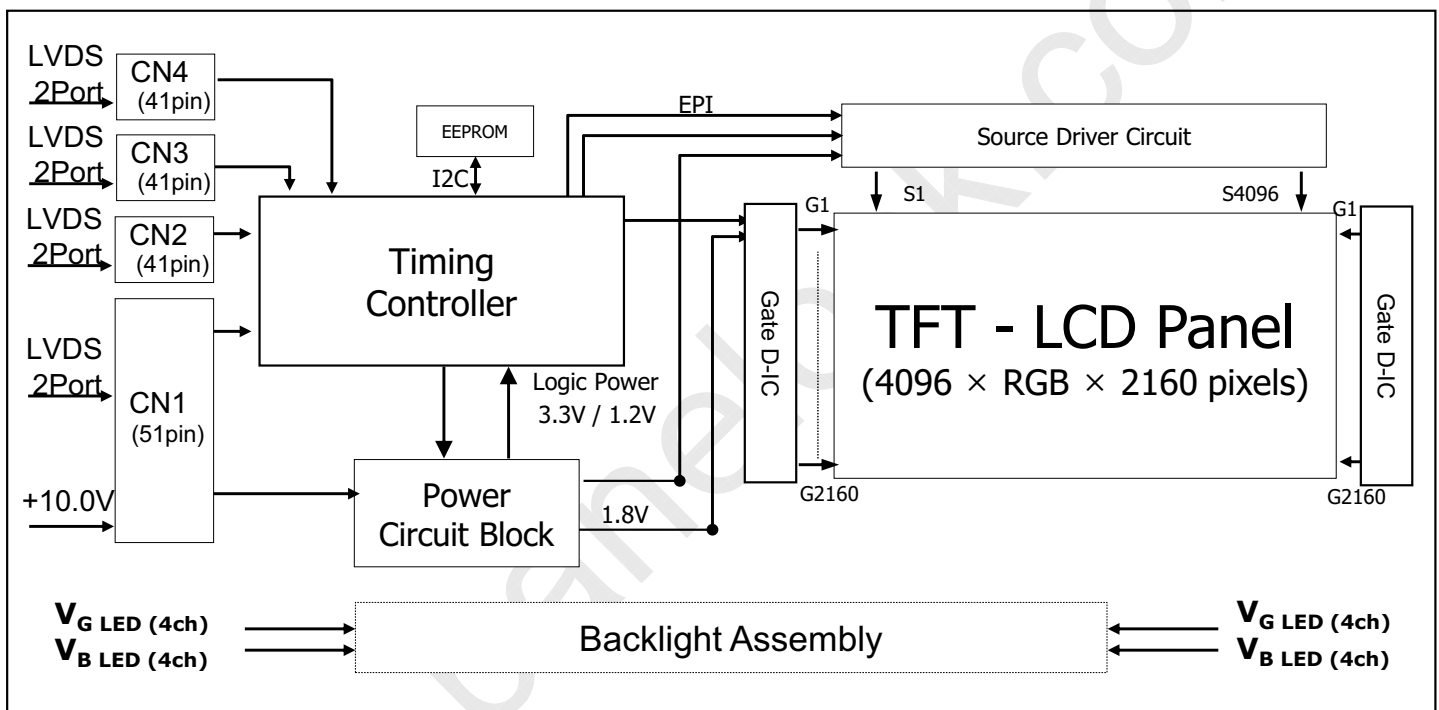 LVDS
2Port
CN4
(41pin)
LVDS
2Port
CN3
(41pin)
LVDS
2Port
CN2
(41pin)
LVDS
2Port
CN1
(51pin)
+10.0V
EEPROM
I2C
EPI
Timing
Controller
Logic Power
3.3V / 1.2V
Power
Circuit Block
1.8V
Source Driver Circuit
S1
S4096
G1
Gate D-IC
G2160
TFT - LCD Panel
(4096 × RGB × 2160 pixels)
G1
Gate D-IC
G2160
VG LED (4ch)
VB LED (4ch)
Backlight Assembly
VG LED (4ch)
VB LED (4ch)